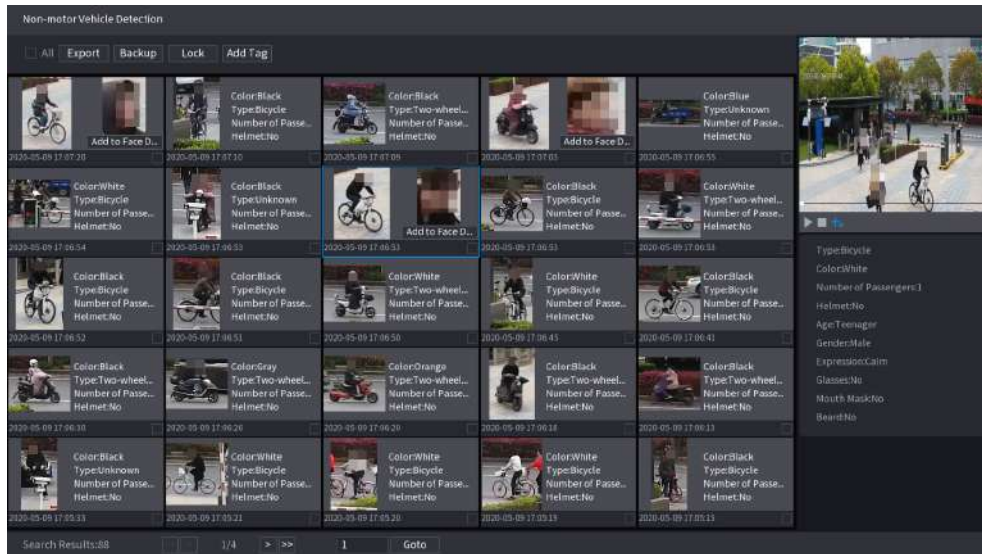 Non-motor Vehicle Detection
All Export Backup Lock Add Tag
Add to Face D...
2020-05-09 17:07:20
Color:Black
Type:Bicycle
Number of Passe...
Helmet:No
2020-05-09 17:07:10
Color:Black
Type:Two-wheel...
Number of Passe...
Helmet:No
2020-05-09 17:07:09
Add to Face D...
2020-05-09 17:07:03
Color:Blue
Type:Unknown
Number of Passe...
Helmet:No
2020-05-09 17:06:55
Color:White
Type:Bicycle
Number of Passe...
Helmet:No
2020-05-09 17:06:54
Color:Black
Type:Unknown
Number of Passe...
Helmet:No
2020-05-09 17:06:53
Add to Face D...
2020-05-09 17:06:53
Color:Black
Type:Bicycle
Number of Passe...
Helmet:No
2020-05-09 17:06:53
Color:White
Type:Two-wheel...
Number of Passe...
Helmet:No
2020-05-09 17:06:53
Color:Black
Type:Bicycle
Number of Passe...
Helmet:No
2020-05-09 17:06:52
Color:Black
Type:Bicycle
Number of Passe...
Helmet:No
2020-05-09 17:06:51
Color:White
Type:Two-wheel...
Number of Passe...
Helmet:No
2020-05-09 17:06:50
Color:White
Type:Bicycle
Number of Passe...
Helmet:No
2020-05-09 17:06:45
Color:Black
Type:Bicycle
Number of Passe...
Helmet:No
2020-05-09 17:06:41
Color:Black
Type:Two-wheel...
Number of Passe...
Helmet:No
2020-05-09 17:06:30
Color:Gray
Type:Two-wheel...
Number of Passe...
Helmet:No
2020-05-09 17:06:26
Color:Orange
Type:Two-wheel...
Number of Passe...
Helmet:No
2020-05-09 17:06:20
Color:Black
Type:Two-wheel...
Number of Passe...
Helmet:No
2020-05-09 17:06:18
Color:Black
Type:Two-wheel...
Number of Passe...
Helmet:No
2020-05-09 17:06:13
Color:Black
Type:Unknown
Number of Passe...
Helmet:No
2020-05-09 17:05:33
Color:White
Type:Bicycle
Number of Passe...
Helmet:No
2020-05-09 17:05:21
Color:White
Type:Bicycle
Number of Passe...
Helmet:No
2020-05-09 17:05:20
Color:White
Type:Bicycle
Number of Passe...
Helmet:No
2020-05-09 17:05:15
Color:Black
Type:Bicycle
Number of Passe...
Helmet:No
2020-05-09 17:05:13
Type:Bicycle
Color:White
Number of Passengers:1
Helmet:No
Age:Teenager
Gender:Male
Expression:Calm
Glasses:No
Mouth Mask:No
Beard:No
Search Results:88 1/4 > >> 1 Goto